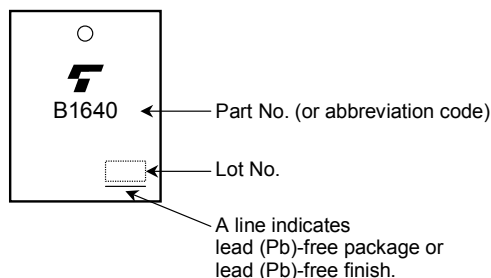 B1640
Part No. (or abbreviation code)
Lot No.
A line indicates
lead (Pb)-free package or
lead (Pb)-free finish.